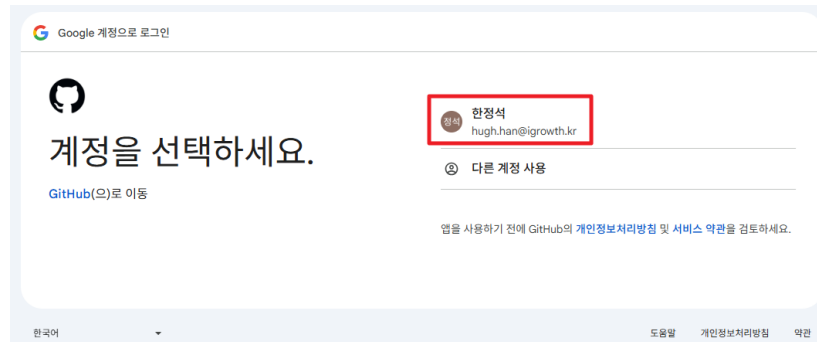 Google 계정으로 로그인
계정을 선택하세요.
GitHub(으)로 이동
정석
한정석
hugh.han@igrowth.kr
다른 계정 사용
앱을 사용하기 전에 GitHub의 개인정보처리방침 및 서비스 약관을 검토하세요.
한국어
도움말 개인정보처리방침 약관